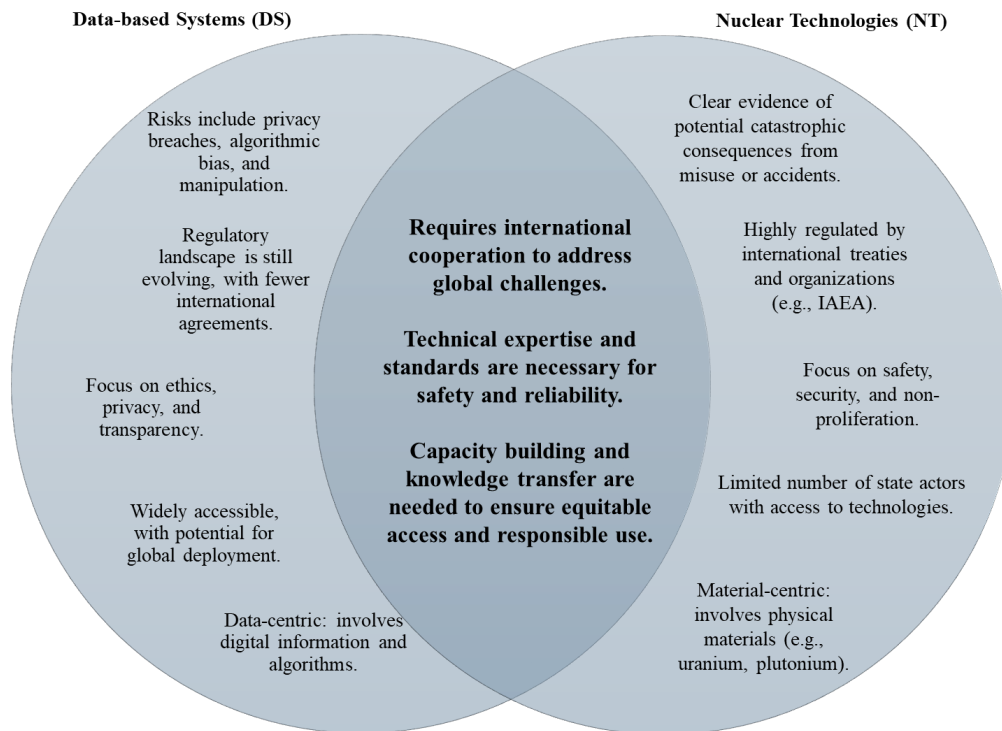 Data-based Systems (DS)
Nuclear Technologies (NT)
Risks include privacy
breaches, algorithmic
bias, and
manipulation.
Regulatory
landscape is still
evolving, with fewer
international
agreements.
Focus on ethics,
privacy, and
transparency.
Widely accessible,
with potential for
global deployment.
Data-centric: involves
digital information and
algorithms.
Requires international
cooperation to address
global challenges.
Technical expertise and
standards are necessary for
safety and reliability.
Capacity building and
knowledge transfer are
needed to ensure equitable
access and responsible use.
Clear evidence of
potential catastrophic
consequences from
misuse or accidents.
Highly regulated by
international treaties
and organizations
(e.g., IAEA).
Focus on safety,
security, and non-
proliferation.
Limited number of state actors
with access to technologies.
Material-centric:
involves physical
materials (e.g.,
uranium, plutonium).